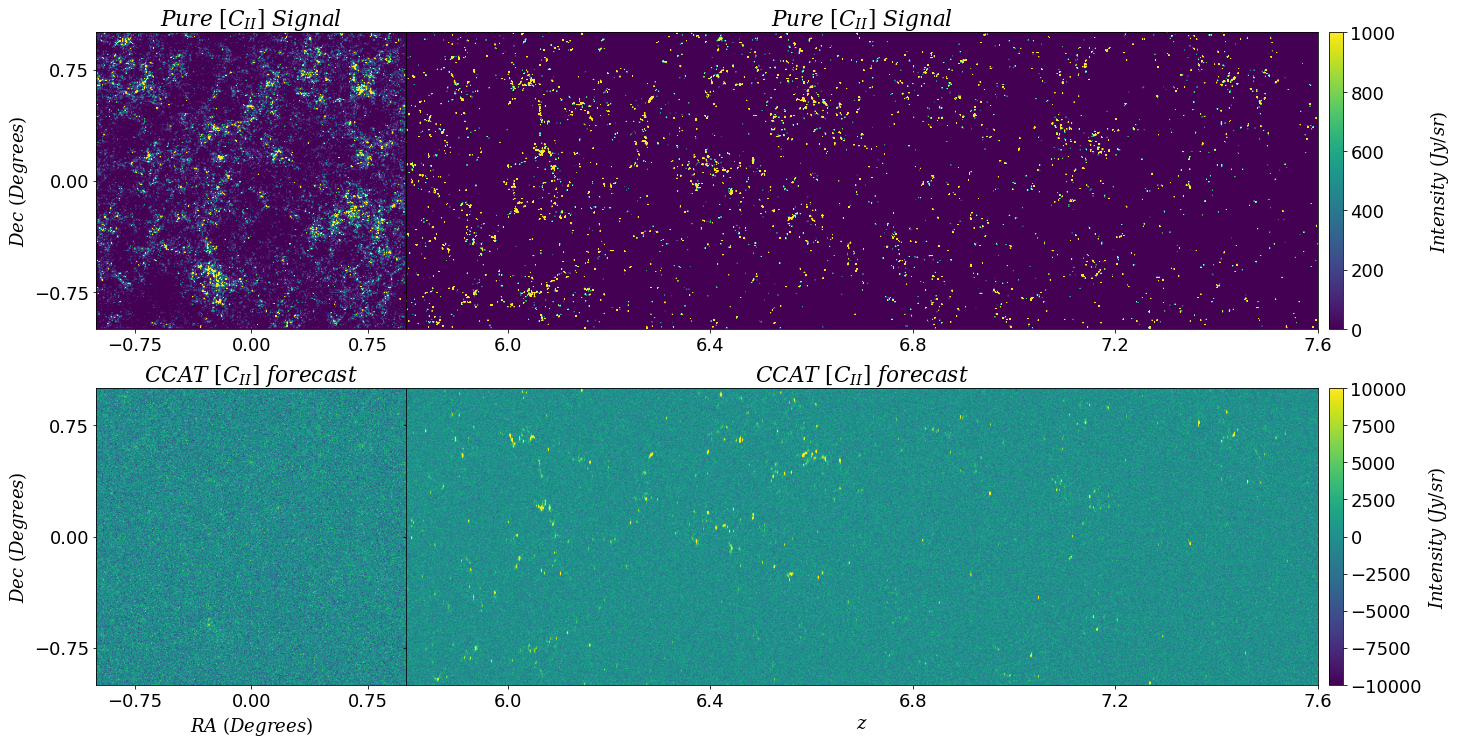 Pure [C_II] Signal
Pure [C_II] Signal
Dec (Degrees)
0.75
0.00
−0.75
−0.75 0.00 0.75
6.0 6.4 6.8 7.2 7.6
1000
800
600
400
200
0
Intensity (Jy/sr)
CCAT [C_II] forecast
CCAT [C_II] forecast
Dec (Degrees)
0.75
0.00
−0.75
−0.75 0.00 0.75
RA (Degrees)
6.0 6.4 6.8 7.2 7.6
z
10000
7500
5000
2500
0
−2500
−5000
−7500
−10000
Intensity (Jy/sr)